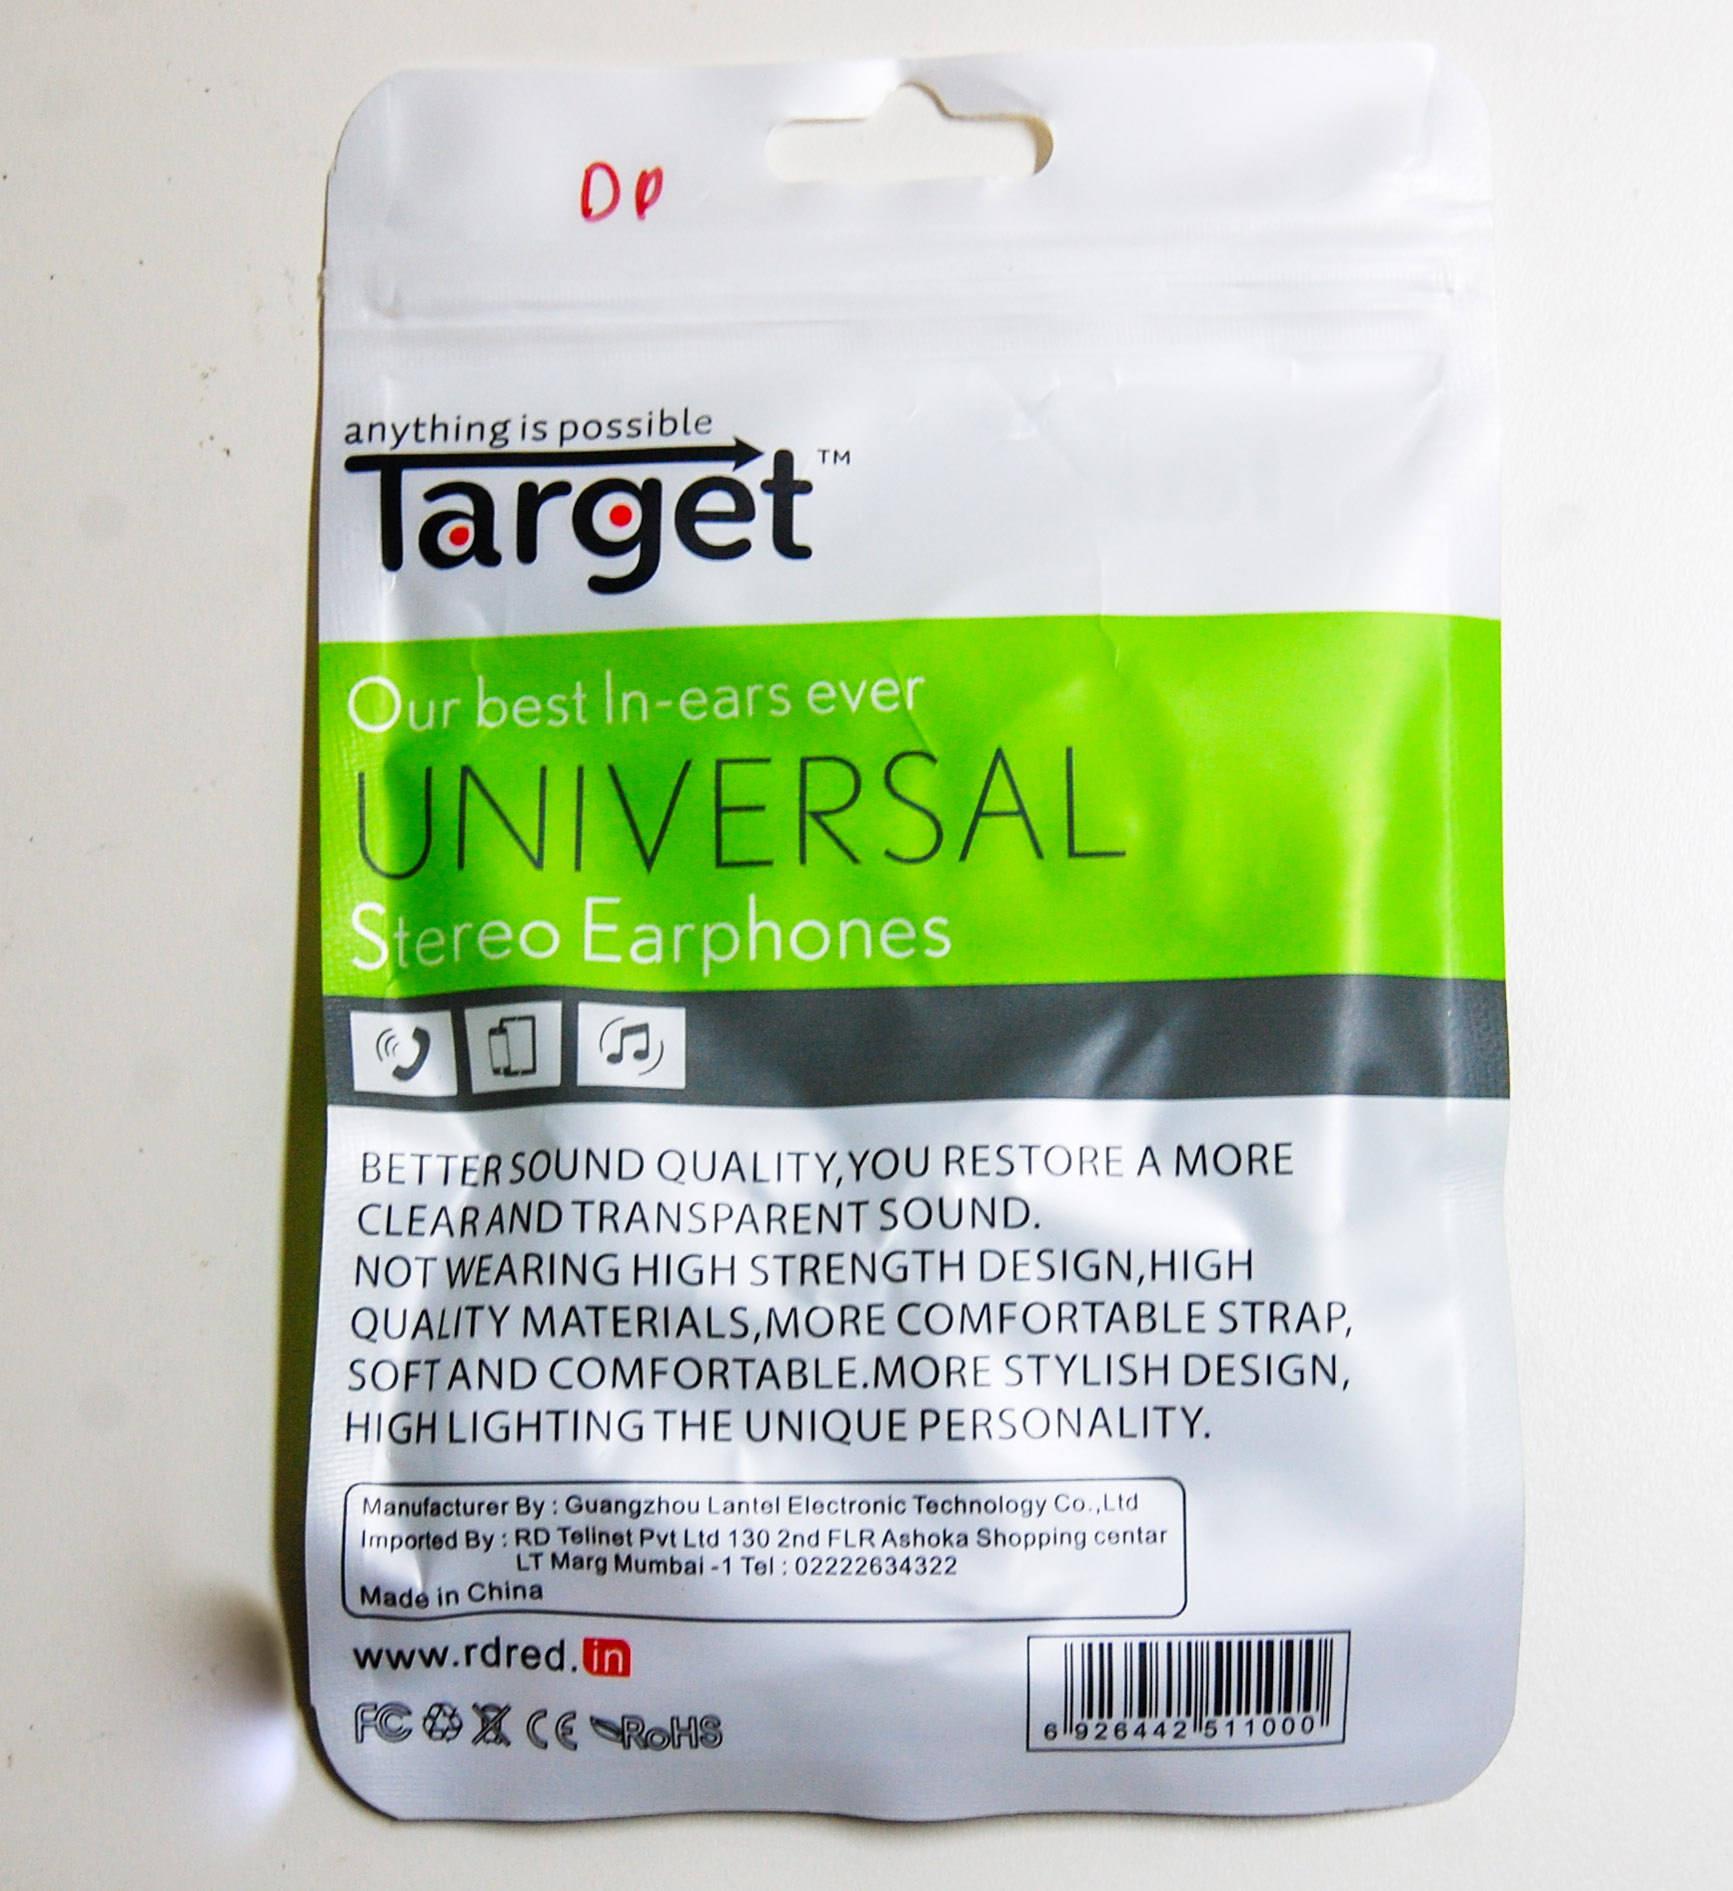 DP
anything is possible
Target™
Our best In-ears ever
UNIVERSAL
Stereo Earphones
BETTER SOUND QUALITY,YOU RESTORE A MORE
CLEAR AND TRANSPARENT SOUND.
NOT WEARING HIGH STRENGTH DESIGN,HIGH
QUALITY MATERIALS,MORE COMFORTABLE STRAP,
SOFT AND COMFORTABLE.MORE STYLISH DESIGN,
HIGH LIGHTING THE UNIQUE PERSONALITY.
Manufacturer By : Guangzhou Lantel Electronic Technology Co.,Ltd
Imported By : RD Telinet Pvt Ltd 130 2nd FLR Ashoka Shopping centar
LT Marg Mumbai -1 Tel : 02222634322
Made in China
www.rdred.in
FC CE RoHS
6 926442 511000